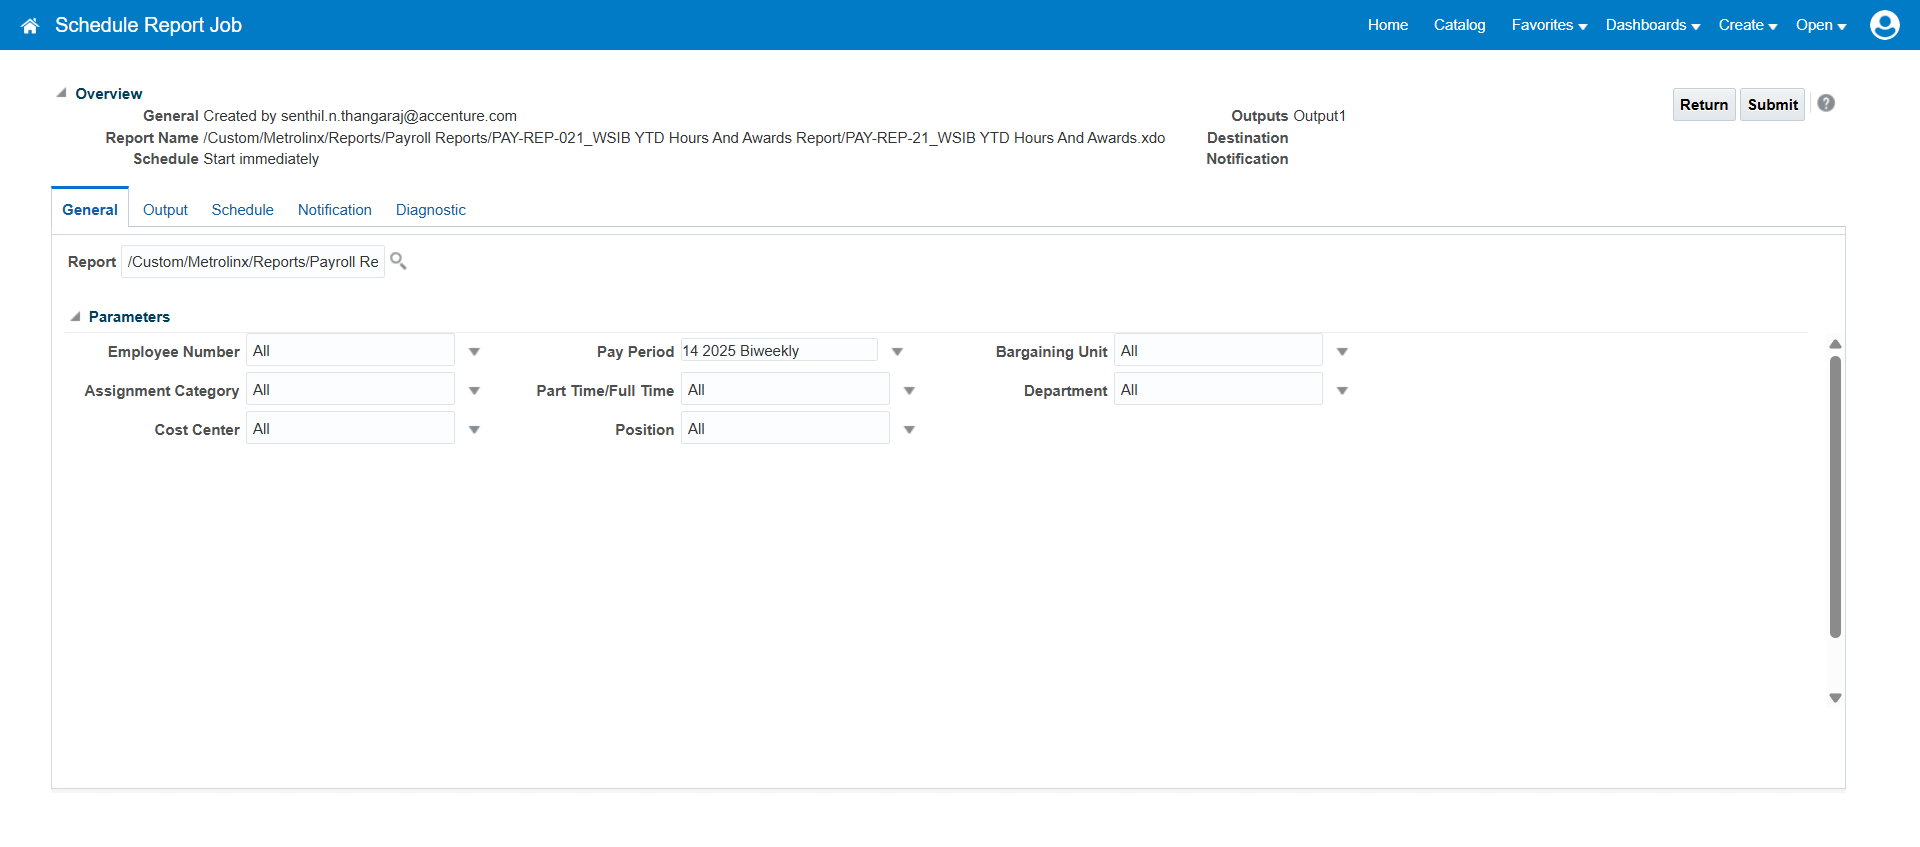 Schedule Report Job Home Catalog Favorites Dashboards Create Open
Overview Return Submit ?
General Created by senthil.n.thangaraj@accenture.com Outputs Output1
Report Name /Custom/Metrolinx/Reports/Payroll Reports/PAY-REP-021_WSIB YTD Hours And Awards Report/PAY-REP-21_WSIB YTD Hours And Awards.xdo Destination
Schedule Start immediately Notification
General Output Schedule Notification Diagnostic
Report /Custom/Metrolinx/Reports/Payroll Re
Parameters
Employee Number All Pay Period 14 2025 Biweekly Bargaining Unit All
Assignment Category All Part Time/Full Time All Department All
Cost Center All Position All